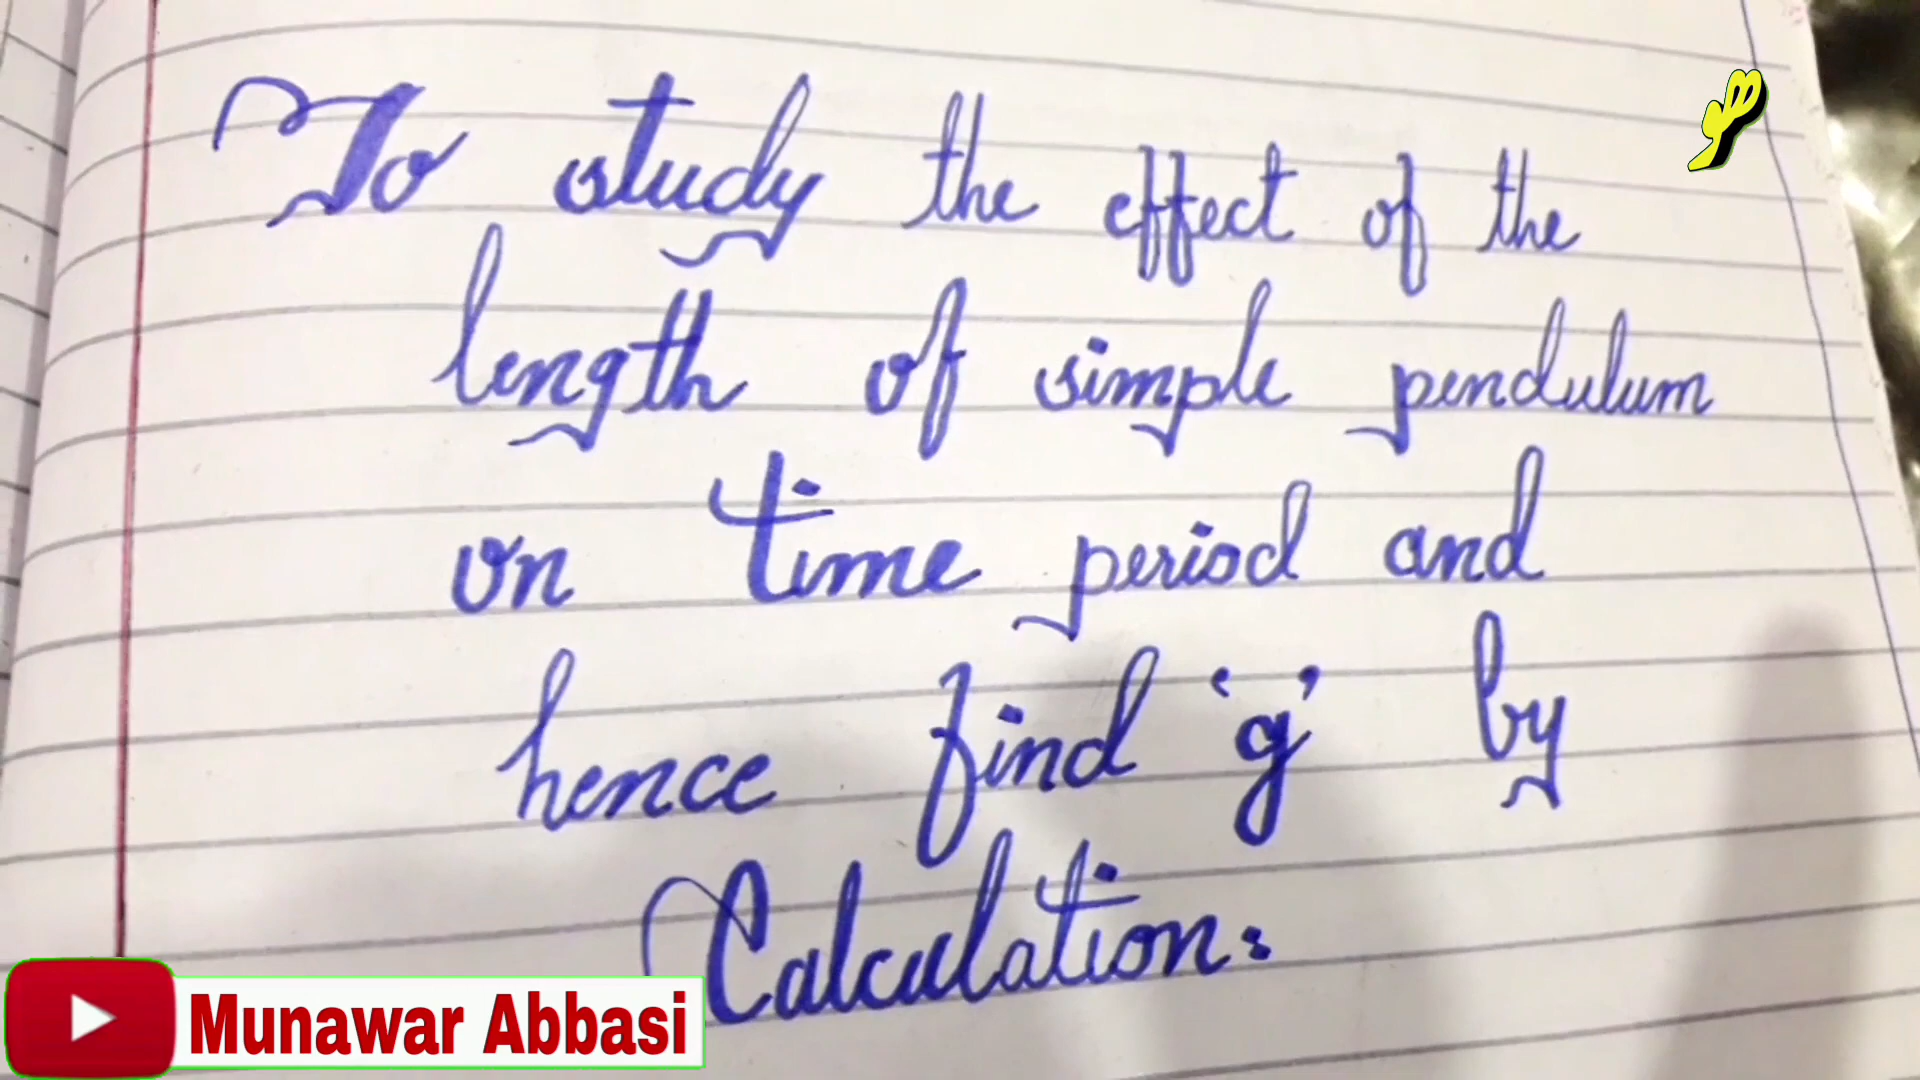 To study the effect of the
length of simple pendulum
on time period and
hence find 'g' by
Calculation:
Munawar Abbasi